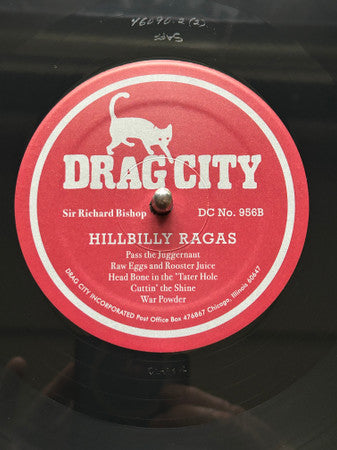 DRAG CITY
Sir Richard Bishop DC No. 956B
HILLBILLY RAGAS
Pass the Juggernaut
Raw Eggs and Rooster Juice
Head Bone in the 'Tater Hole
Cuttin' the Shine
War Powder
DRAG CITY INCORPORATED Post Office Box 476867 Chicago, Illinois 60647